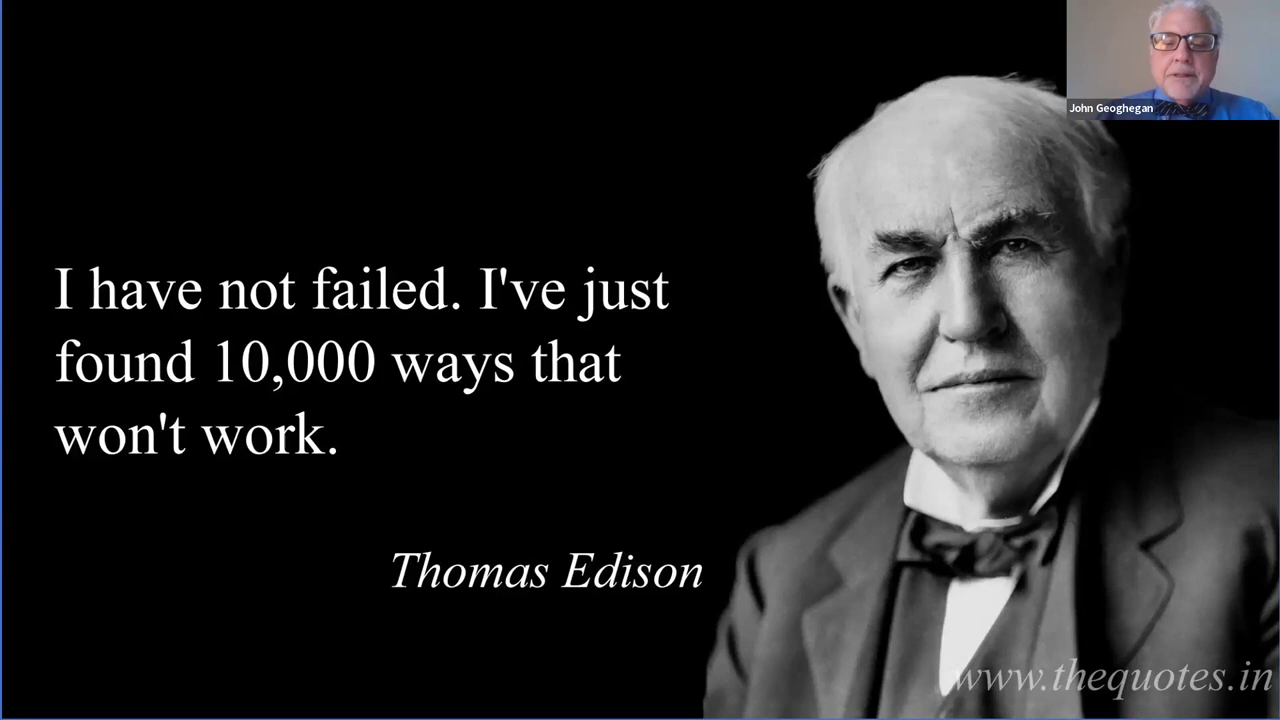 John Geoghegan
I have not failed. I've just
found 10,000 ways that
won't work.
Thomas Edison
www.thequotes.in